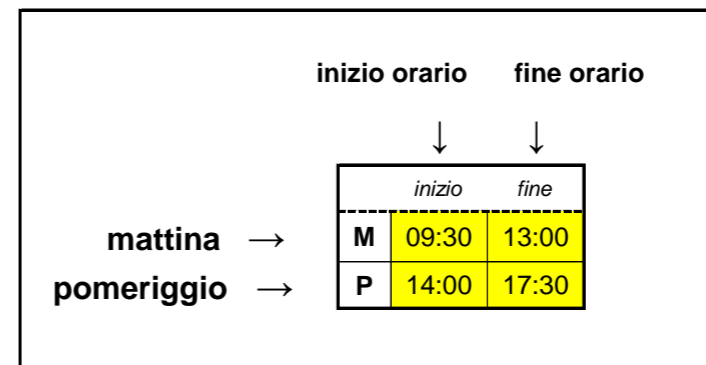 inizio orario fine orario
↓ ↓
inizio fine
mattina → M 09:30 13:00
pomeriggio → P 14:00 17:30